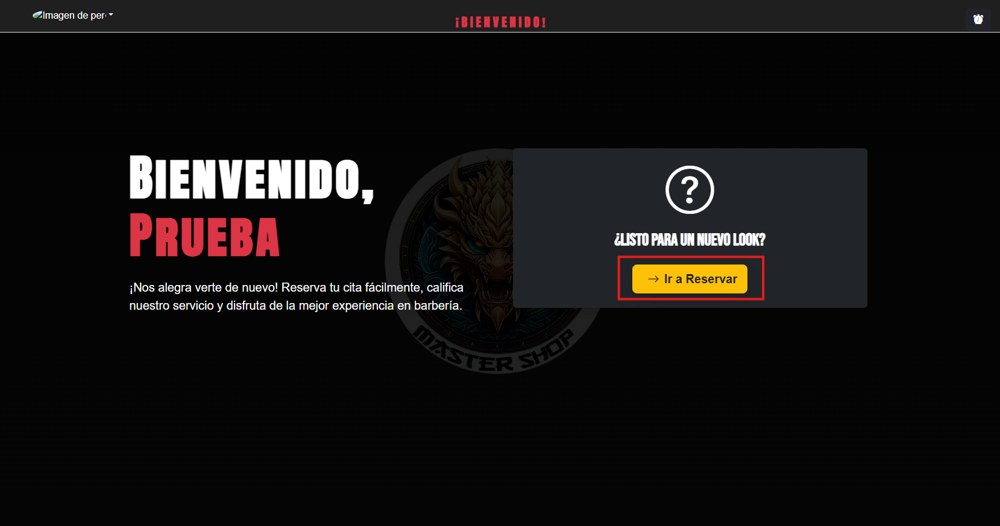 Imagen de per
¡BIENVENIDO!
BIENVENIDO,
PRUEBA
¡Nos alegra verte de nuevo! Reserva tu cita fácilmente, califica
nuestro servicio y disfruta de la mejor experiencia en barbería.
¿LISTO PARA UN NUEVO LOOK?
→ Ir a Reservar
MASTER SHOP